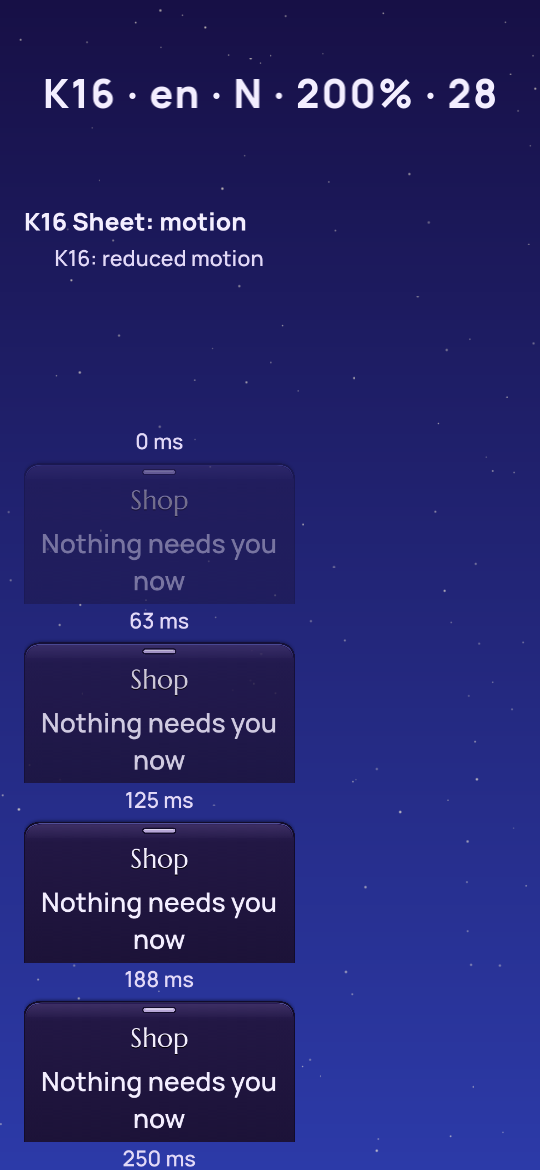 K16 · en · N · 200% · 28
K16 Sheet: motion
K16: reduced motion
0 ms
Shop
Nothing needs you
now
63 ms
Shop
Nothing needs you
now
125 ms
Shop
Nothing needs you
now
188 ms
Shop
Nothing needs you
now
250 ms